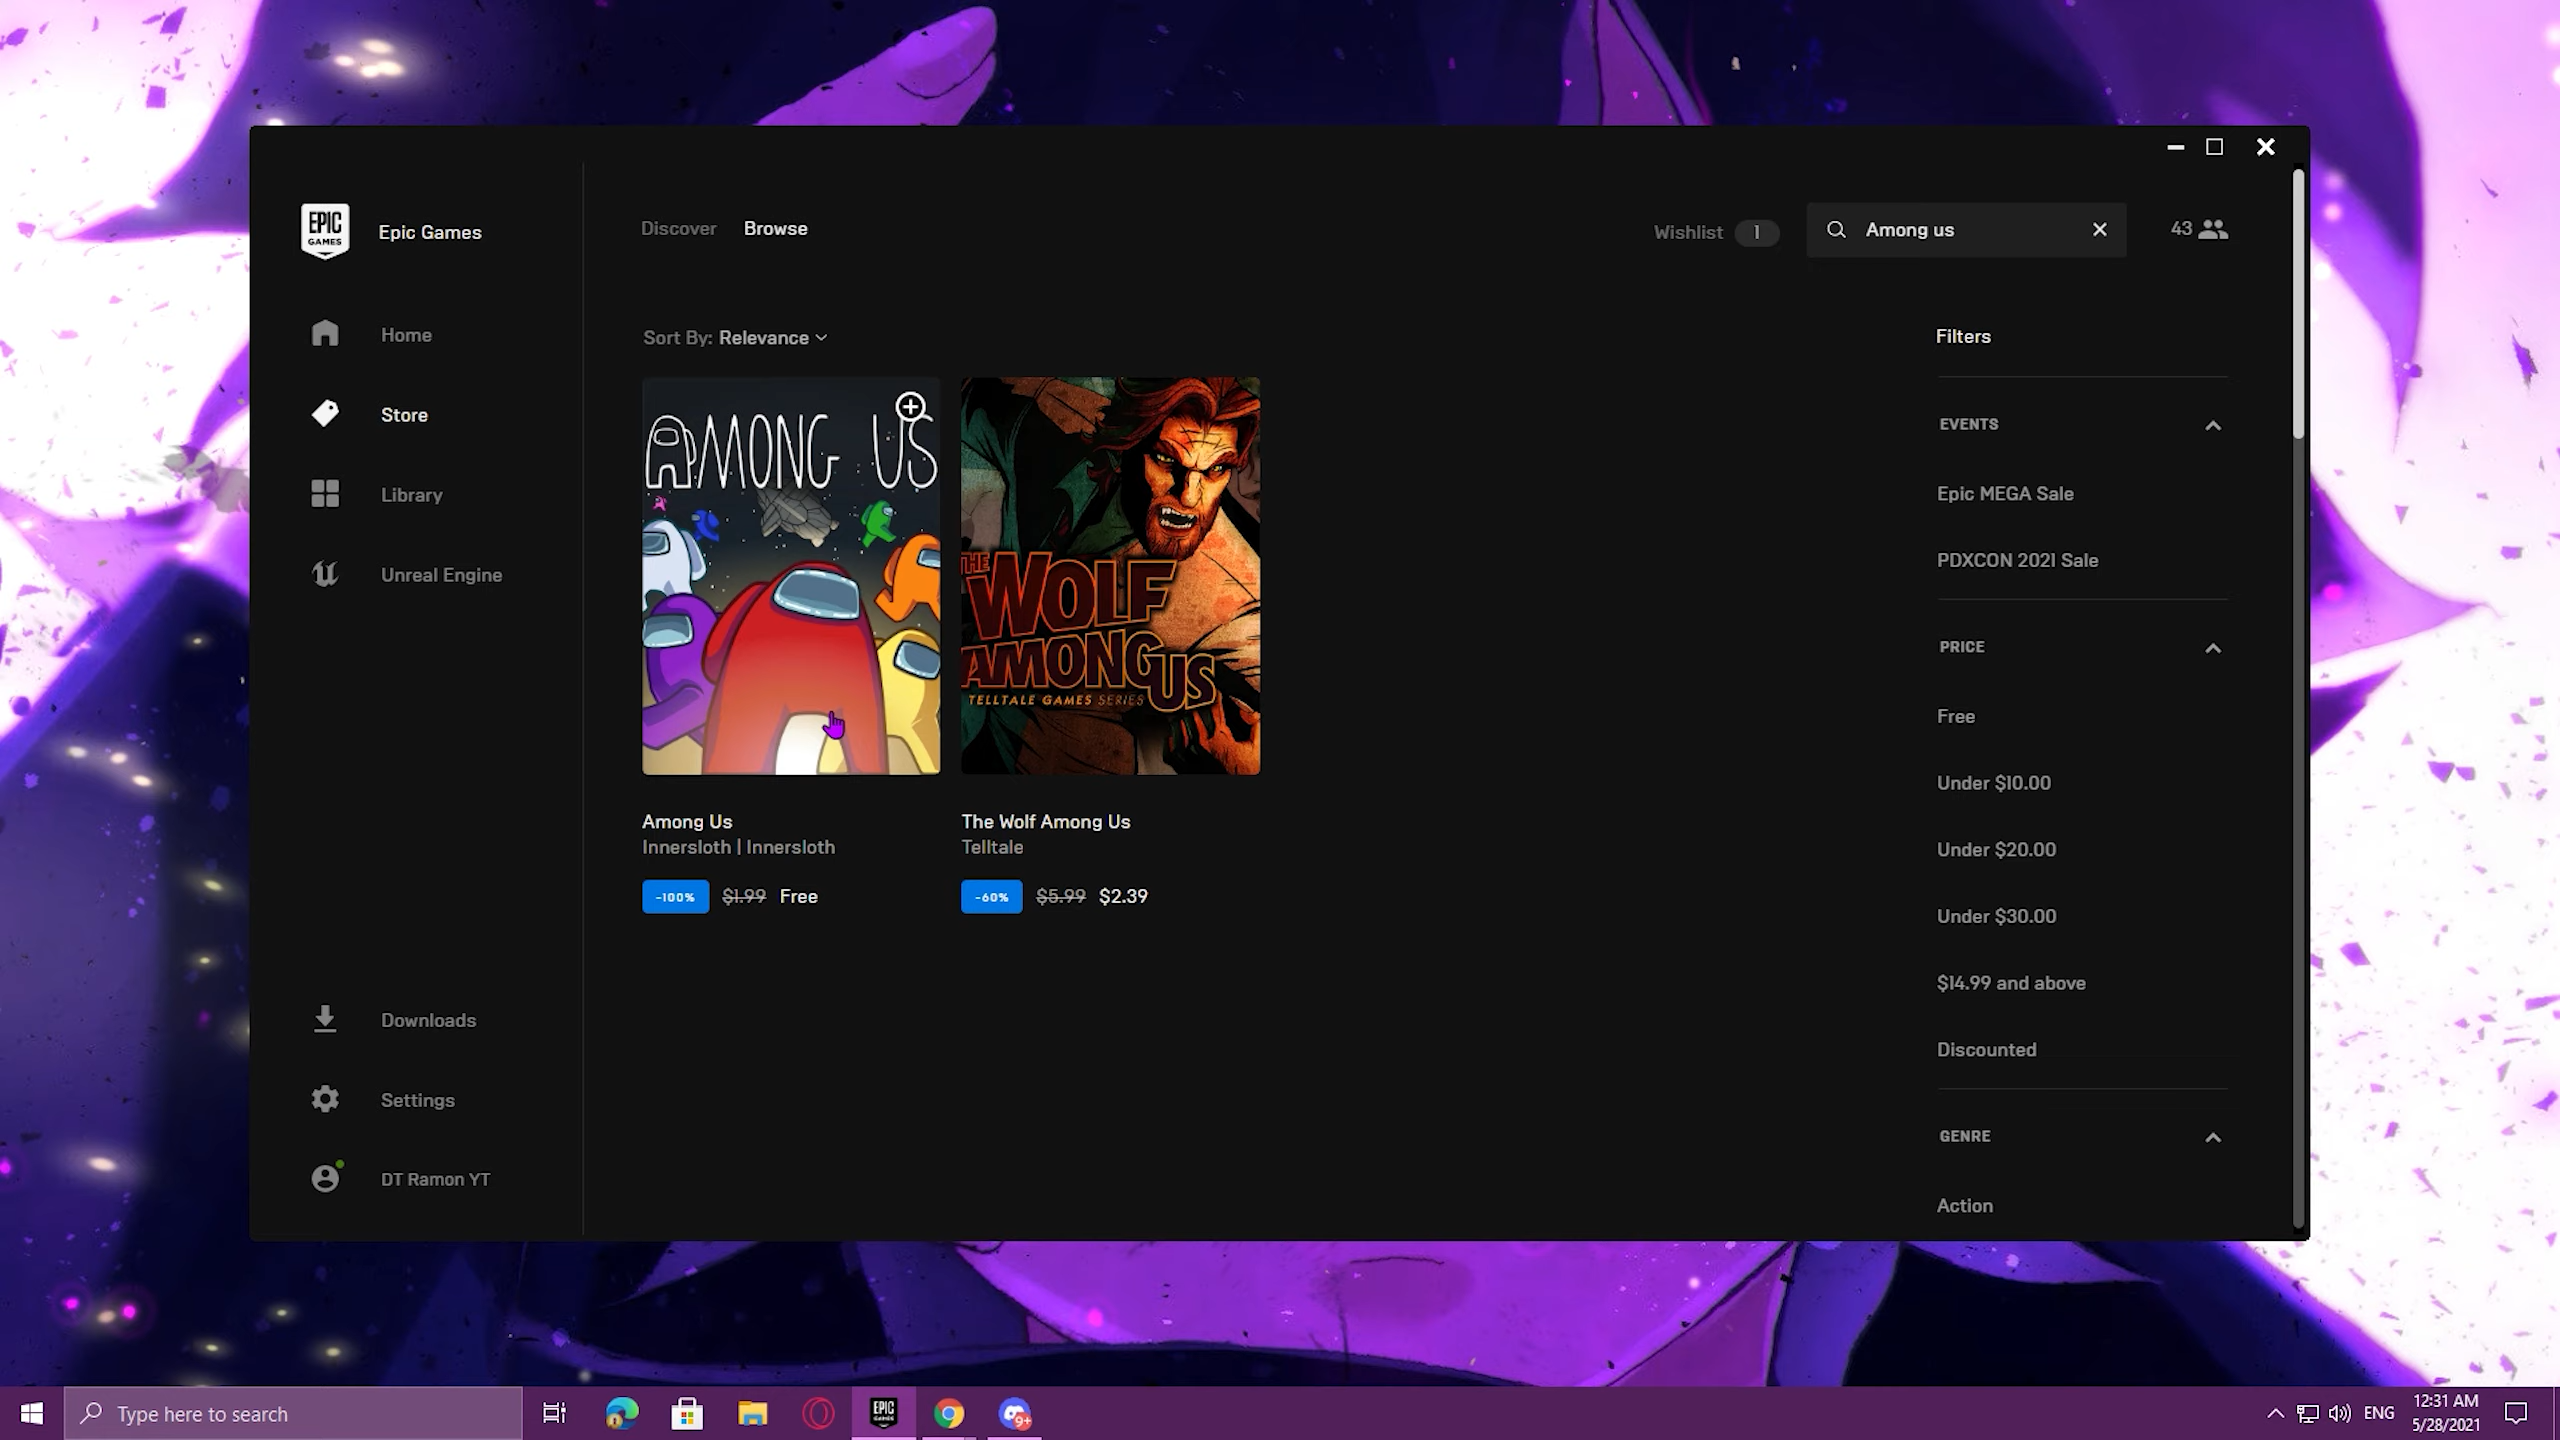 EPIC
GAMES
Epic Games
Home
Store
Library
Unreal Engine
Downloads
Settings
DT Ramon YT
Discover
Browse
Wishlist 1
Among us
43
Sort By: Relevance
AMONG US
THE
WOLF
AMONG US
TELLTALE GAMES SERIES
Among Us
Innersloth | Innersloth
-100% $1.99 Free
The Wolf Among Us
Telltale
-60% $5.99 $2.39
Filters
EVENTS
Epic MEGA Sale
PDXCON 2021 Sale
PRICE
Free
Under $10.00
Under $20.00
Under $30.00
$14.99 and above
Discounted
GENRE
Action
Type here to search
EPIC
GAMES
9+
ENG
12:31 AM
5/28/2021